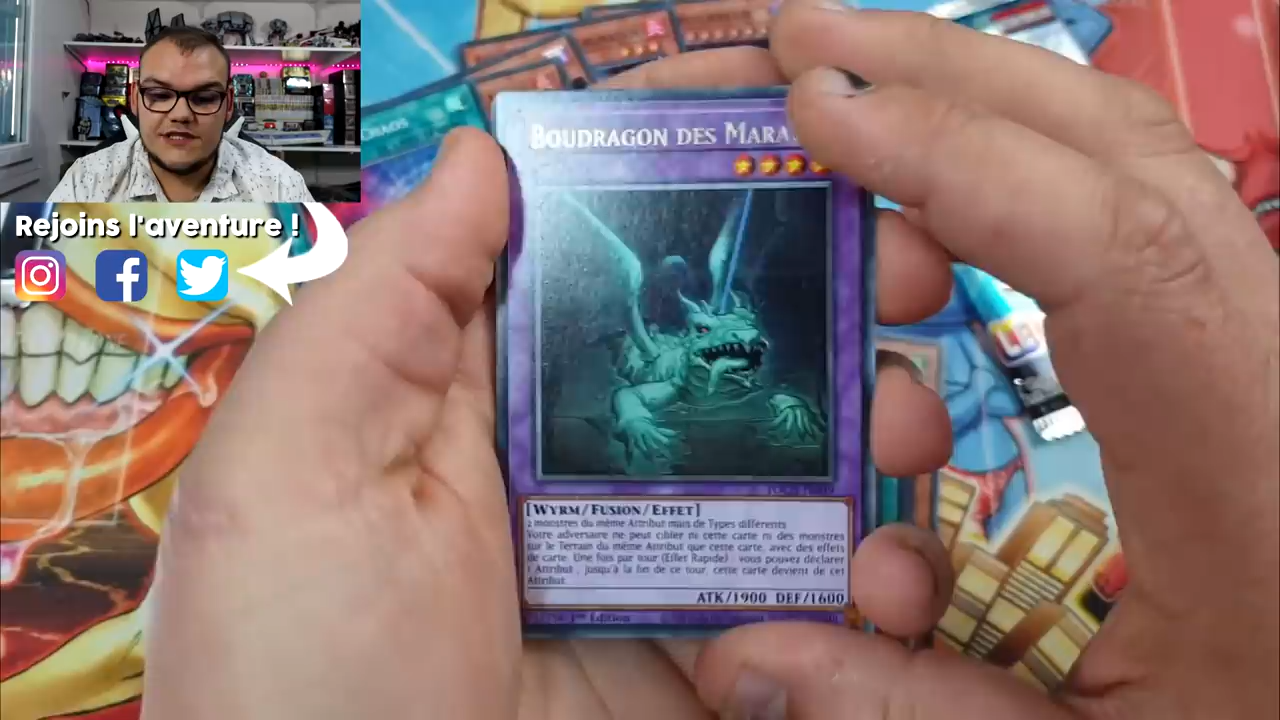 Rejoins l'aventure !
CHAOS
BOUDRAGON DES MARA
[WYRM/FUSION/EFFET]
2 monstres du même Attribut mais de Types différents
Votre adversaire ne peut cibler ni cette carte ni des monstres
sur le Terrain du même Attribut que cette carte, avec des effets
de carte. Une fois par tour (Effet Rapide) : vous pouvez déclarer
1 Attribut ; jusqu'à la fin de ce tour, cette carte devient de cet
Attribut.
ATK/1900 DEF/1600
1re Edition